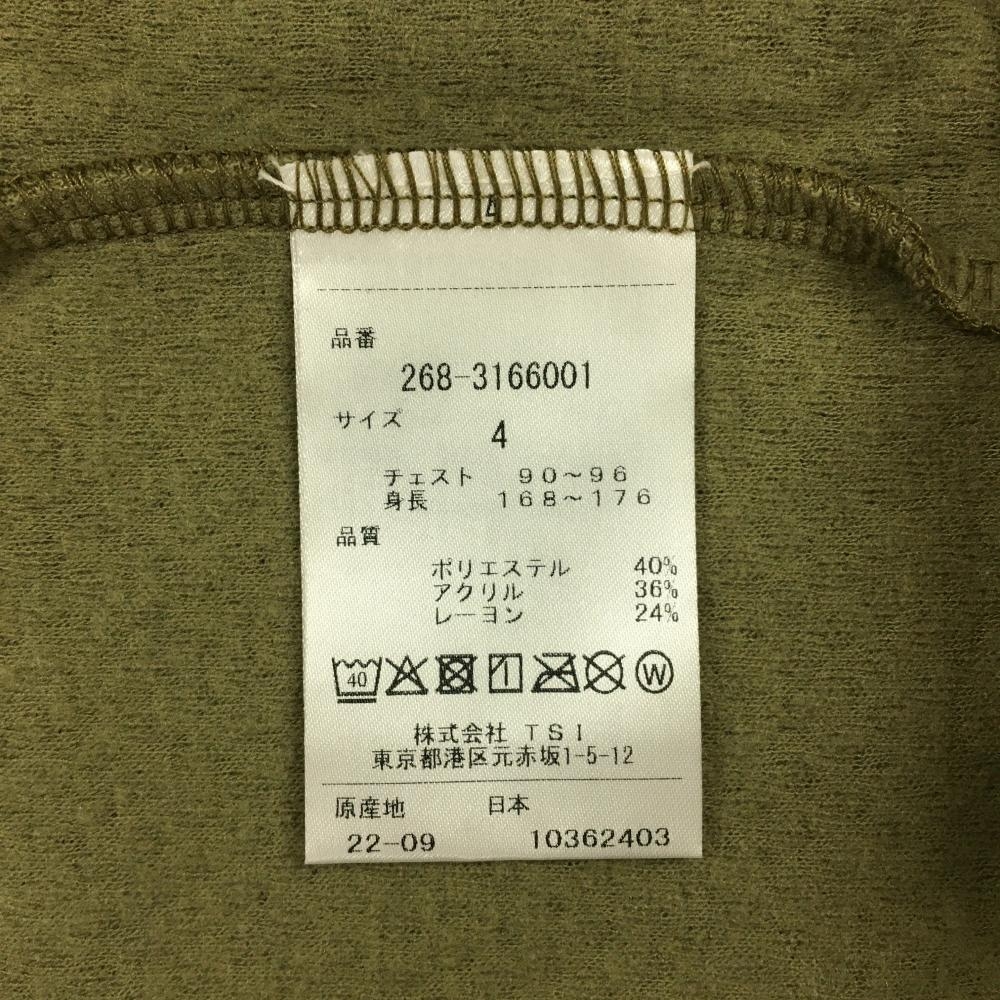 品番
268-3166001
サイズ
4
チェスト 90~96
身長 168~176
品質
ポリエステル 40%
アクリル 36%
レーヨン 24%
40 W
株式会社 TSI
東京都港区元赤坂1-5-12
原産地 日本
22-09 10362403